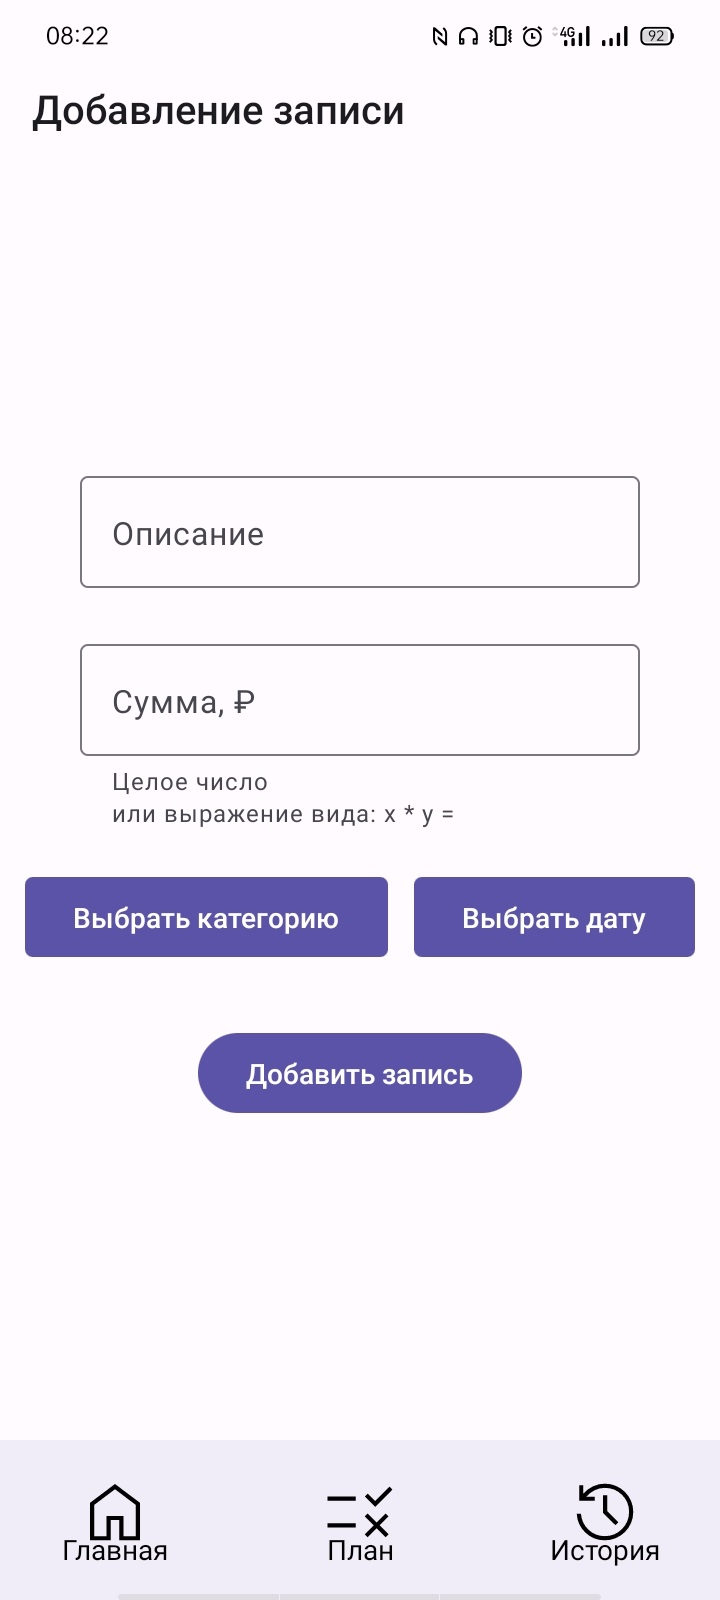 08:22
4G
92
Добавление записи
Описание
Сумма, ₽
Целое число
или выражение вида: x * y =
Выбрать категорию
Выбрать дату
Добавить запись
Главная
План
История